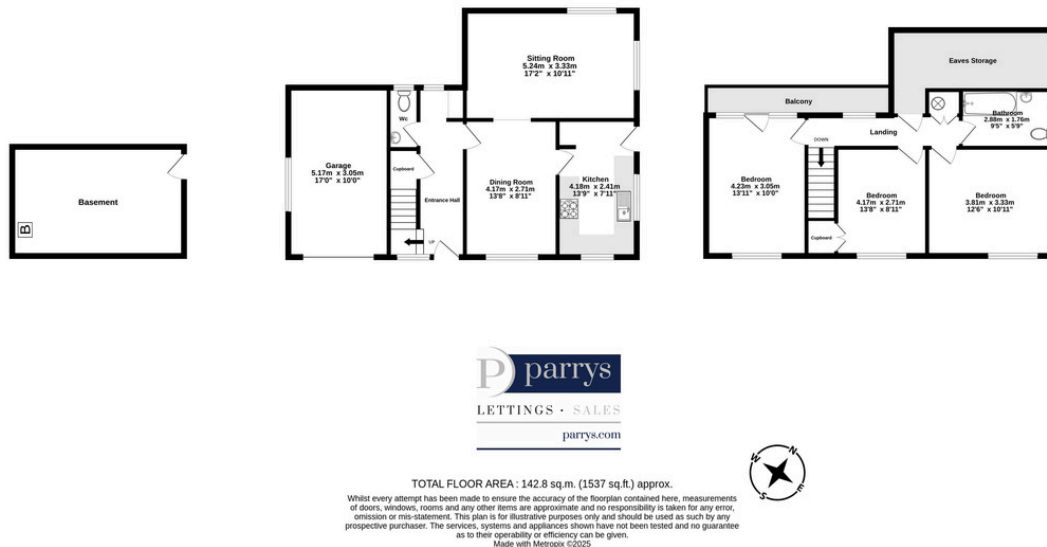 Basement
B
Garage
5.17m x 3.05m
17'0" x 10'0"
Wc
Cupboard
Entrance Hall
UP
Sitting Room
5.24m x 3.33m
17'2" x 10'11"
Dining Room
4.17m x 2.71m
13'8" x 8'11"
Kitchen
4.18m x 2.41m
13'9" x 7'11"
Eaves Storage
Balcony
Bathroom
2.88m x 1.76m
9'5" x 5'9"
Landing
DOWN
Bedroom
4.23m x 3.05m
13'11" x 10'0"
Bedroom
4.17m x 2.71m
13'8" x 8'11"
Bedroom
3.81m x 3.33m
12'6" x 10'11"
Cupboard
P parrys
LETTINGS · SALES
parrys.com
N
W
E
S
TOTAL FLOOR AREA : 142.8 sq.m. (1537 sq.ft.) approx.
Whilst every attempt has been made to ensure the accuracy of the floorplan contained here, measurements
of doors, windows, rooms and any other items are approximate and no responsibility is taken for any error,
omission or mis-statement. This plan is for illustrative purposes only and should be used as such by any
prospective purchaser. The services, systems and appliances shown have not been tested and no guarantee
as to their operability or efficiency can be given.
Made with Metropix ©2025